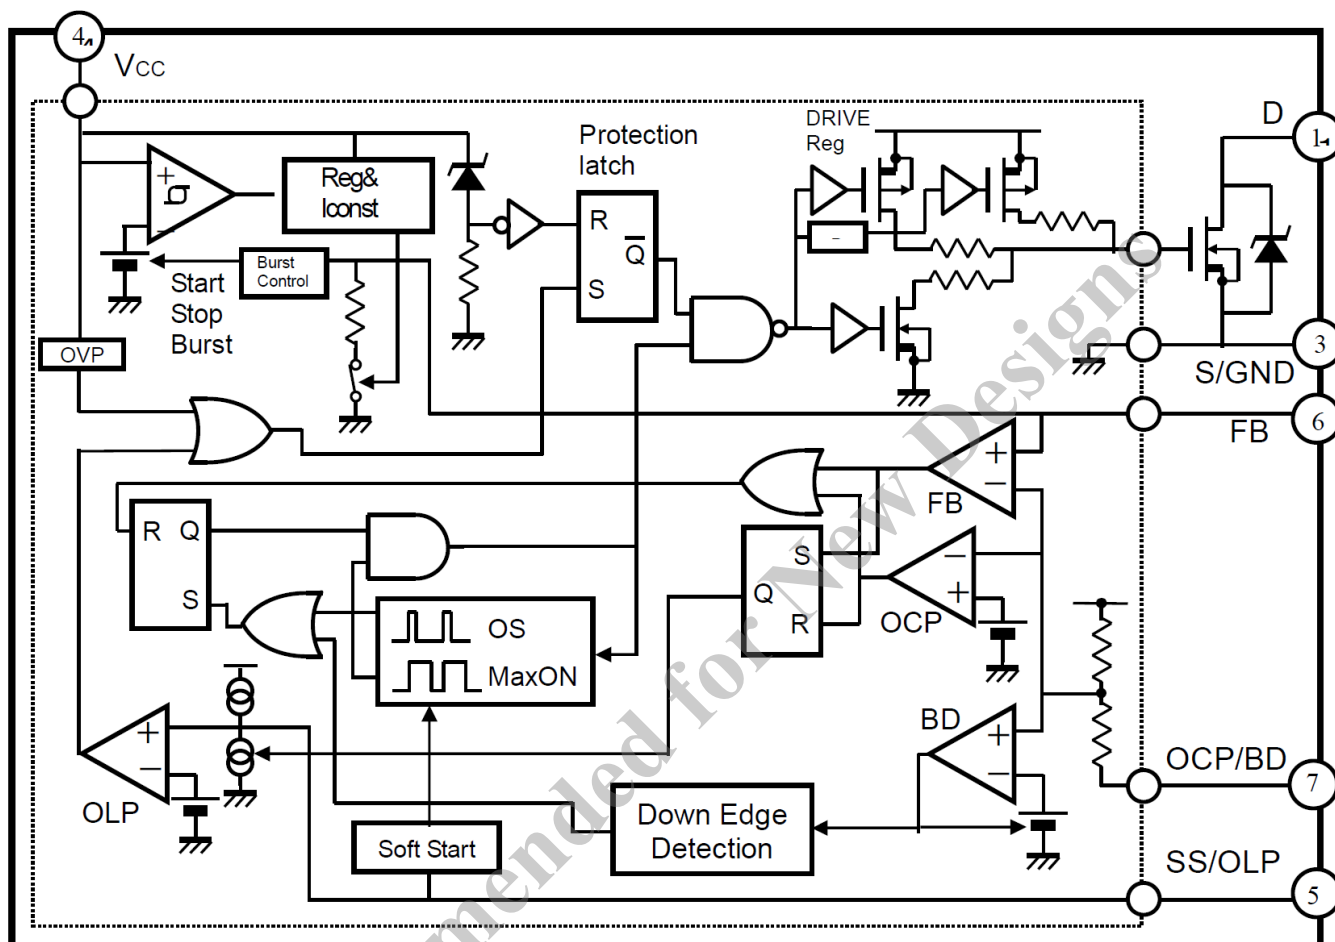 4
VCC
D
1
DRIVE
Reg
Protection
latch
+
−
Reg&
Iconst
R
Q
S
Burst
Control
Start
Stop
Burst
OVP
−
3
S/GND
6
FB
+
−
FB
R
Q
S
S
Q
R
−
+
OCP
OS
MaxON
BD
+
−
+
−
OLP
OCP/BD
7
Down Edge
Detection
Soft Start
SS/OLP
5
mmended for New Designs